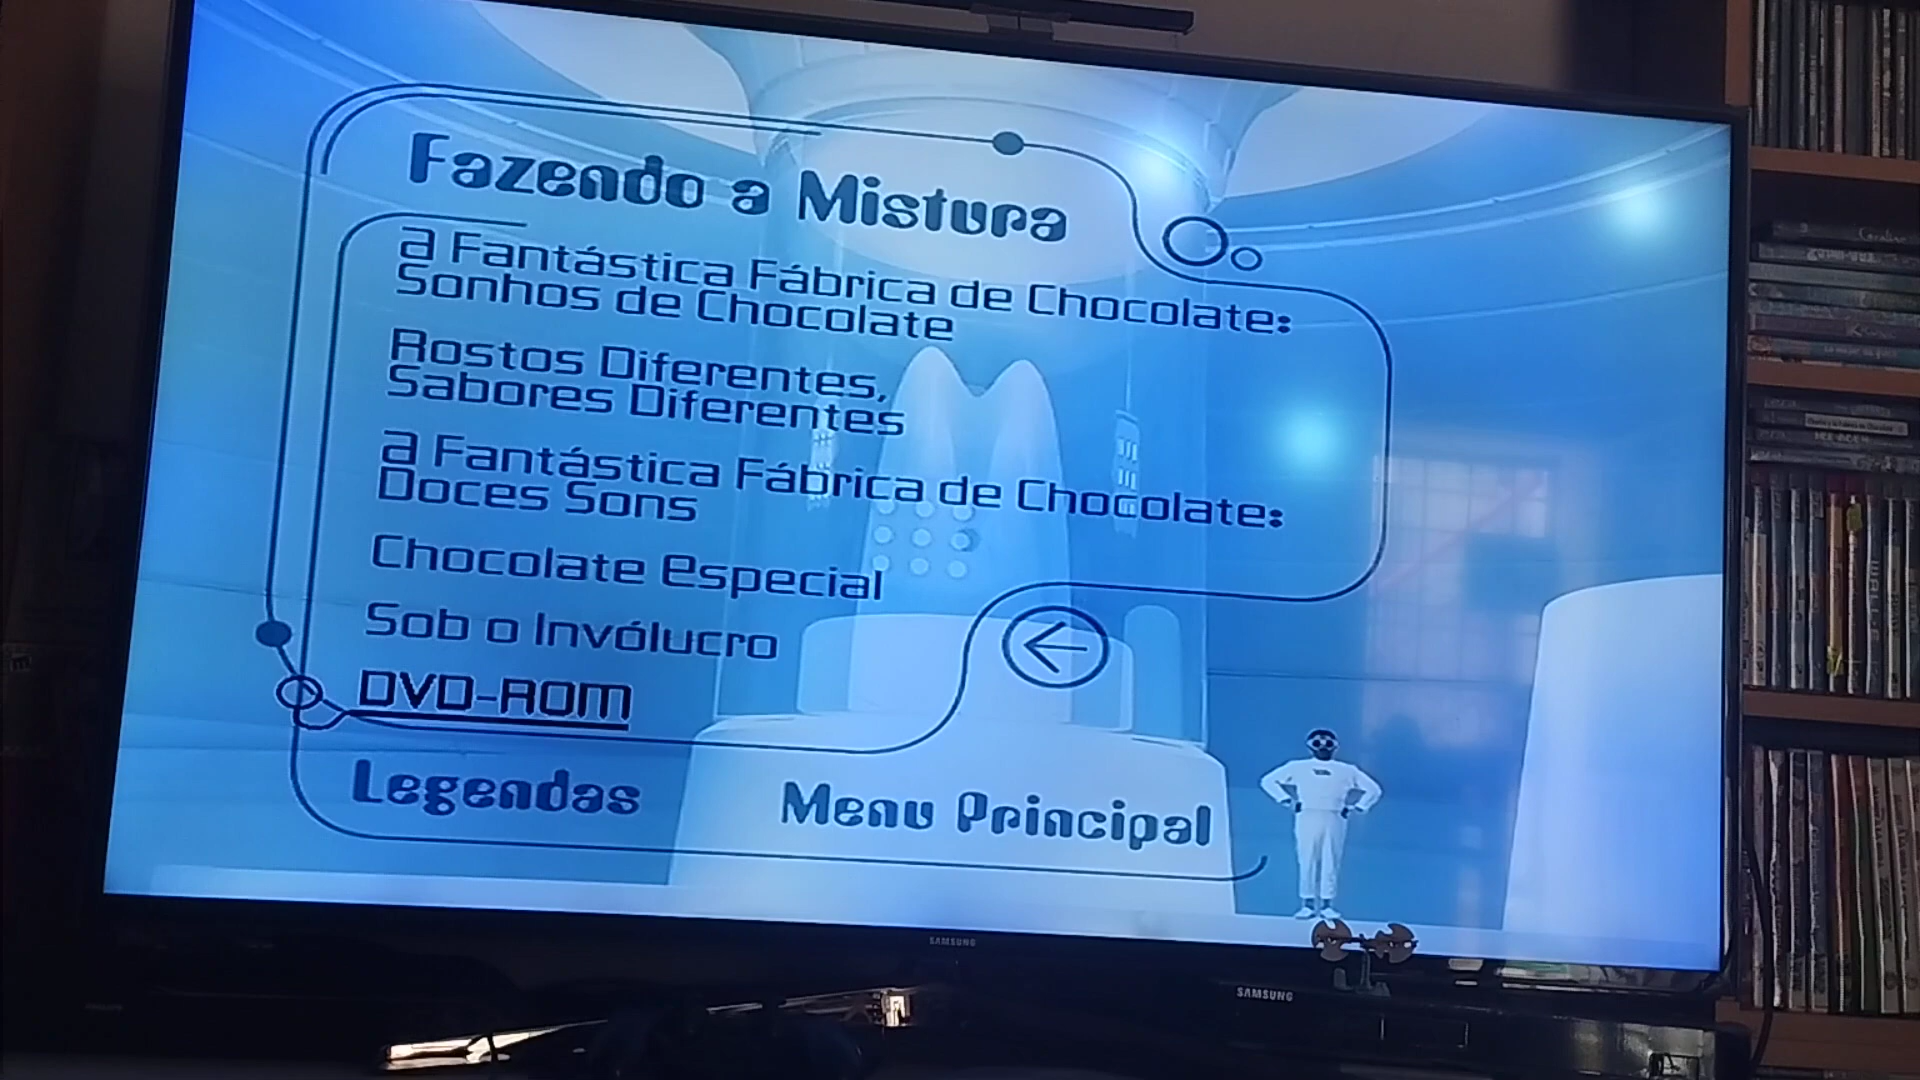 Fazendo a Mistura
a Fantástica Fábrica de Chocolate:
Sonhos de Chocolate
Rostos Diferentes,
Sabores Diferentes
a Fantástica Fábrica de Chocolate:
Doces Sons
Chocolate Especial
Sob o Invólucro
DVD-ROM
Legendas
Menu Principal
SAMSUNG
SAMSUNG